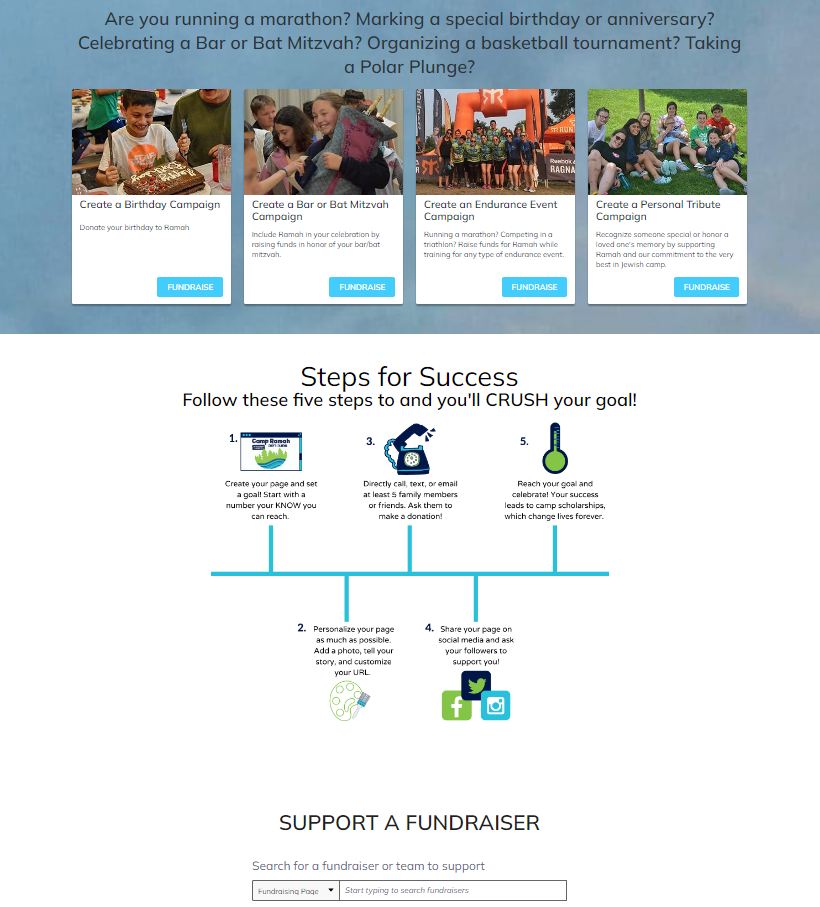 Are you running a marathon? Marking a special birthday or anniversary?
Celebrating a Bar or Bat Mitzvah? Organizing a basketball tournament? Taking
a Polar Plunge?
Create a Birthday Campaign
Donate your birthday to Ramah
FUNDRAISE
Create a Bar or Bat Mitzvah
Campaign
Include Ramah in your celebration by
raising funds in honor of your bar/bat
mitzvah.
FUNDRAISE
Create an Endurance Event
Campaign
Running a marathon? Competing in a
triathlon? Raise funds for Ramah while
training for any type of endurance event.
FUNDRAISE
Create a Personal Tribute
Campaign
Recognize someone special or honor a
loved one's memory by supporting
Ramah and our commitment to the very
best in Jewish camp.
FUNDRAISE
Steps for Success
Follow these five steps to and you'll CRUSH your goal!
1.
Camp Ramah
Create your page and set
a goal! Start with a
number your KNOW you
can reach.
2. Personalize your page
as much as possible.
Add a photo, tell your
story, and customize
your URL.
3.
Directly call, text, or email
at least 5 family members
or friends. Ask them to
make a donation!
4. Share your page on
social media and ask
your followers to
support you!
5.
Reach your goal and
celebrate! Your success
leads to camp scholarships,
which change lives forever.
SUPPORT A FUNDRAISER
Search for a fundraiser or team to support
Fundraising Page
Start typing to search fundraisers